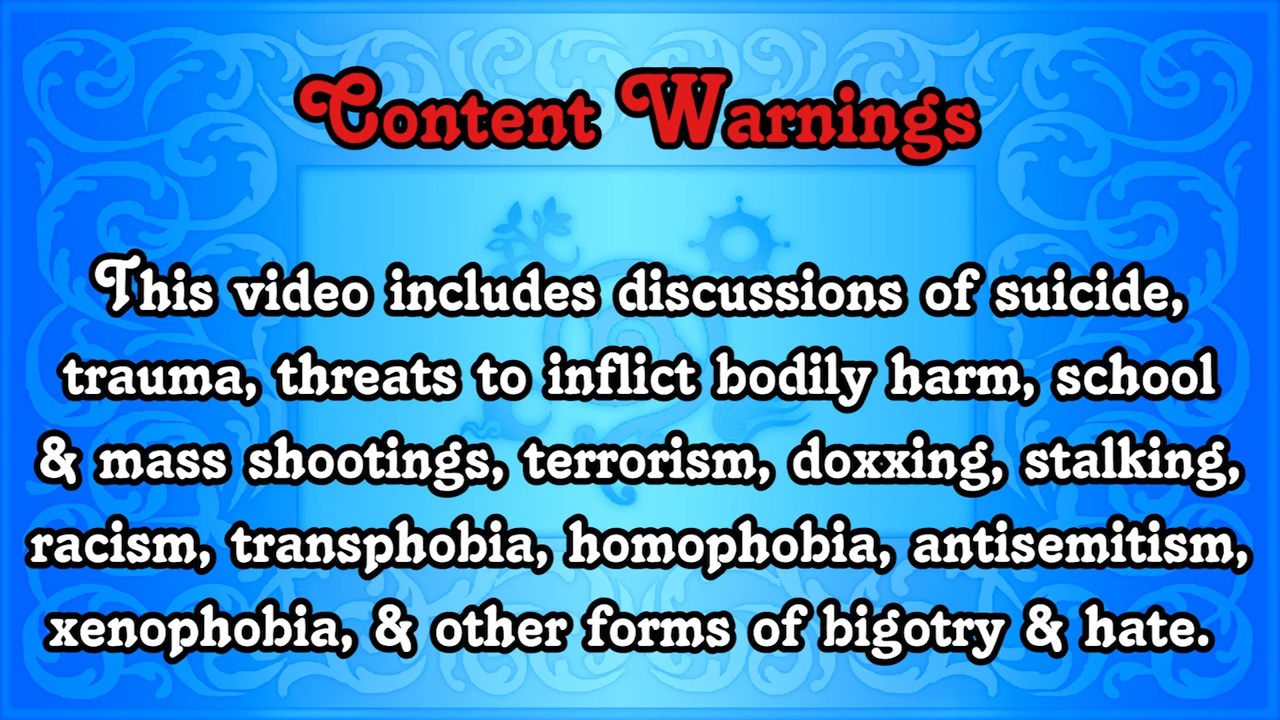 Content Warnings
This video includes discussions of suicide,
trauma, threats to inflict bodily harm, school
& mass shootings, terrorism, doxxing, stalking,
racism, transphobia, homophobia, antisemitism,
xenophobia, & other forms of bigotry & hate.